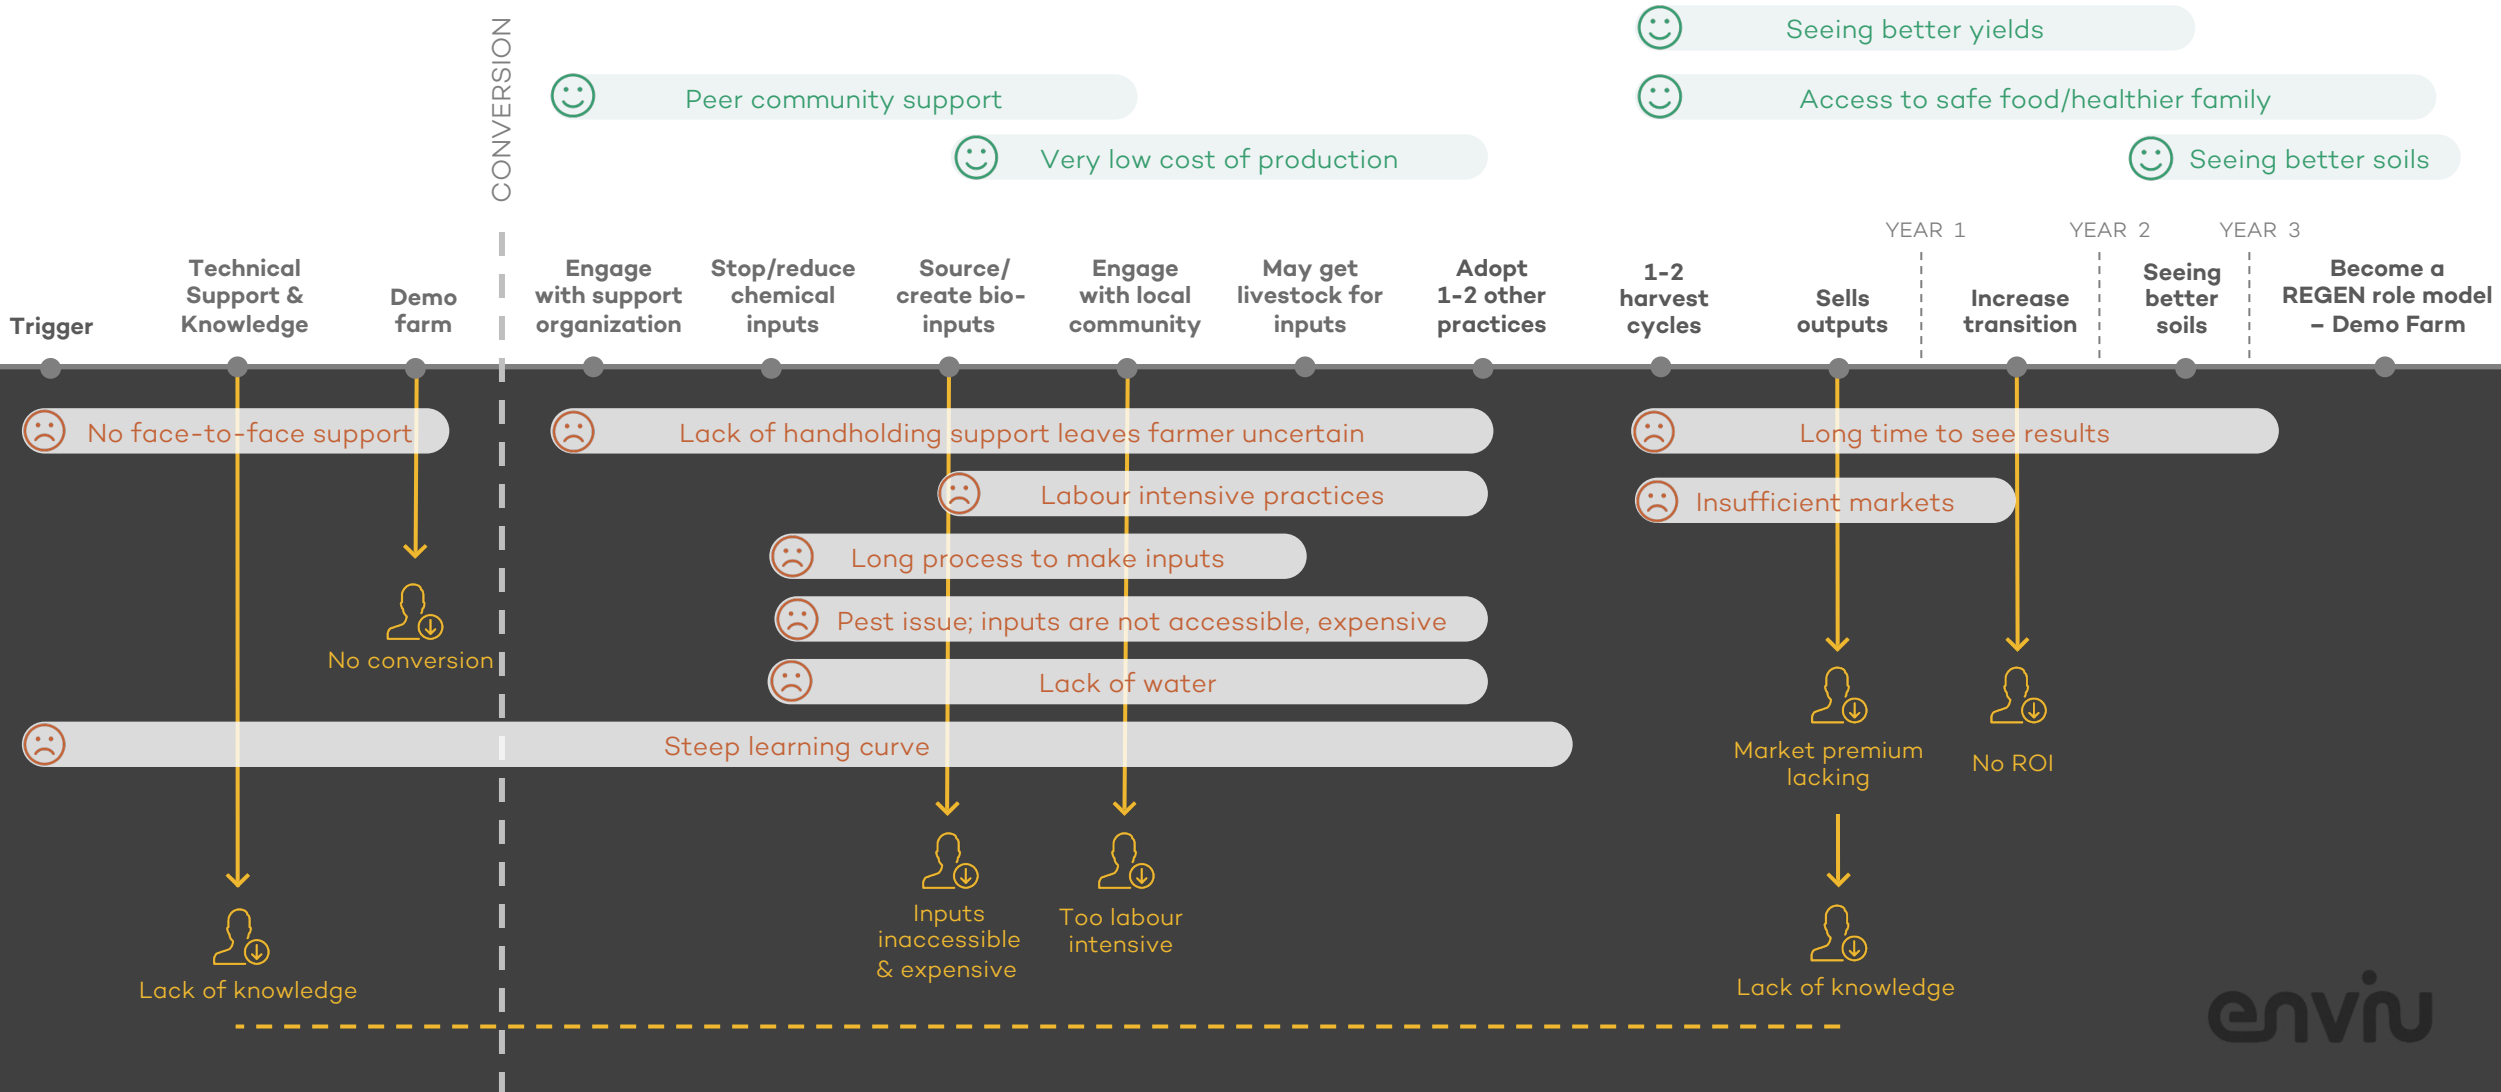 CONVERSION
Seeing better yields
Peer community support
Access to safe food/healthier family
Very low cost of production
Seeing better soils
YEAR 1
YEAR 2
YEAR 3
Trigger
Technical
Support &
Knowledge
Demo
farm
Engage
with support
organization
Stop/reduce
chemical
inputs
Source/
create bio-
inputs
Engage
with local
community
May get
livestock for
inputs
Adopt
1-2 other
practices
1-2
harvest
cycles
Sells
outputs
Increase
transition
Seeing
better
soils
Become a
REGEN role model
– Demo Farm
No face-to-face support
Lack of handholding support leaves farmer uncertain
Long time to see results
Labour intensive practices
Insufficient markets
Long process to make inputs
Pest issue; inputs are not accessible, expensive
No conversion
Lack of water
Steep learning curve
Market premium
lacking
No ROI
Inputs
inaccessible
& expensive
Too labour
intensive
Lack of knowledge
Lack of knowledge
enviu